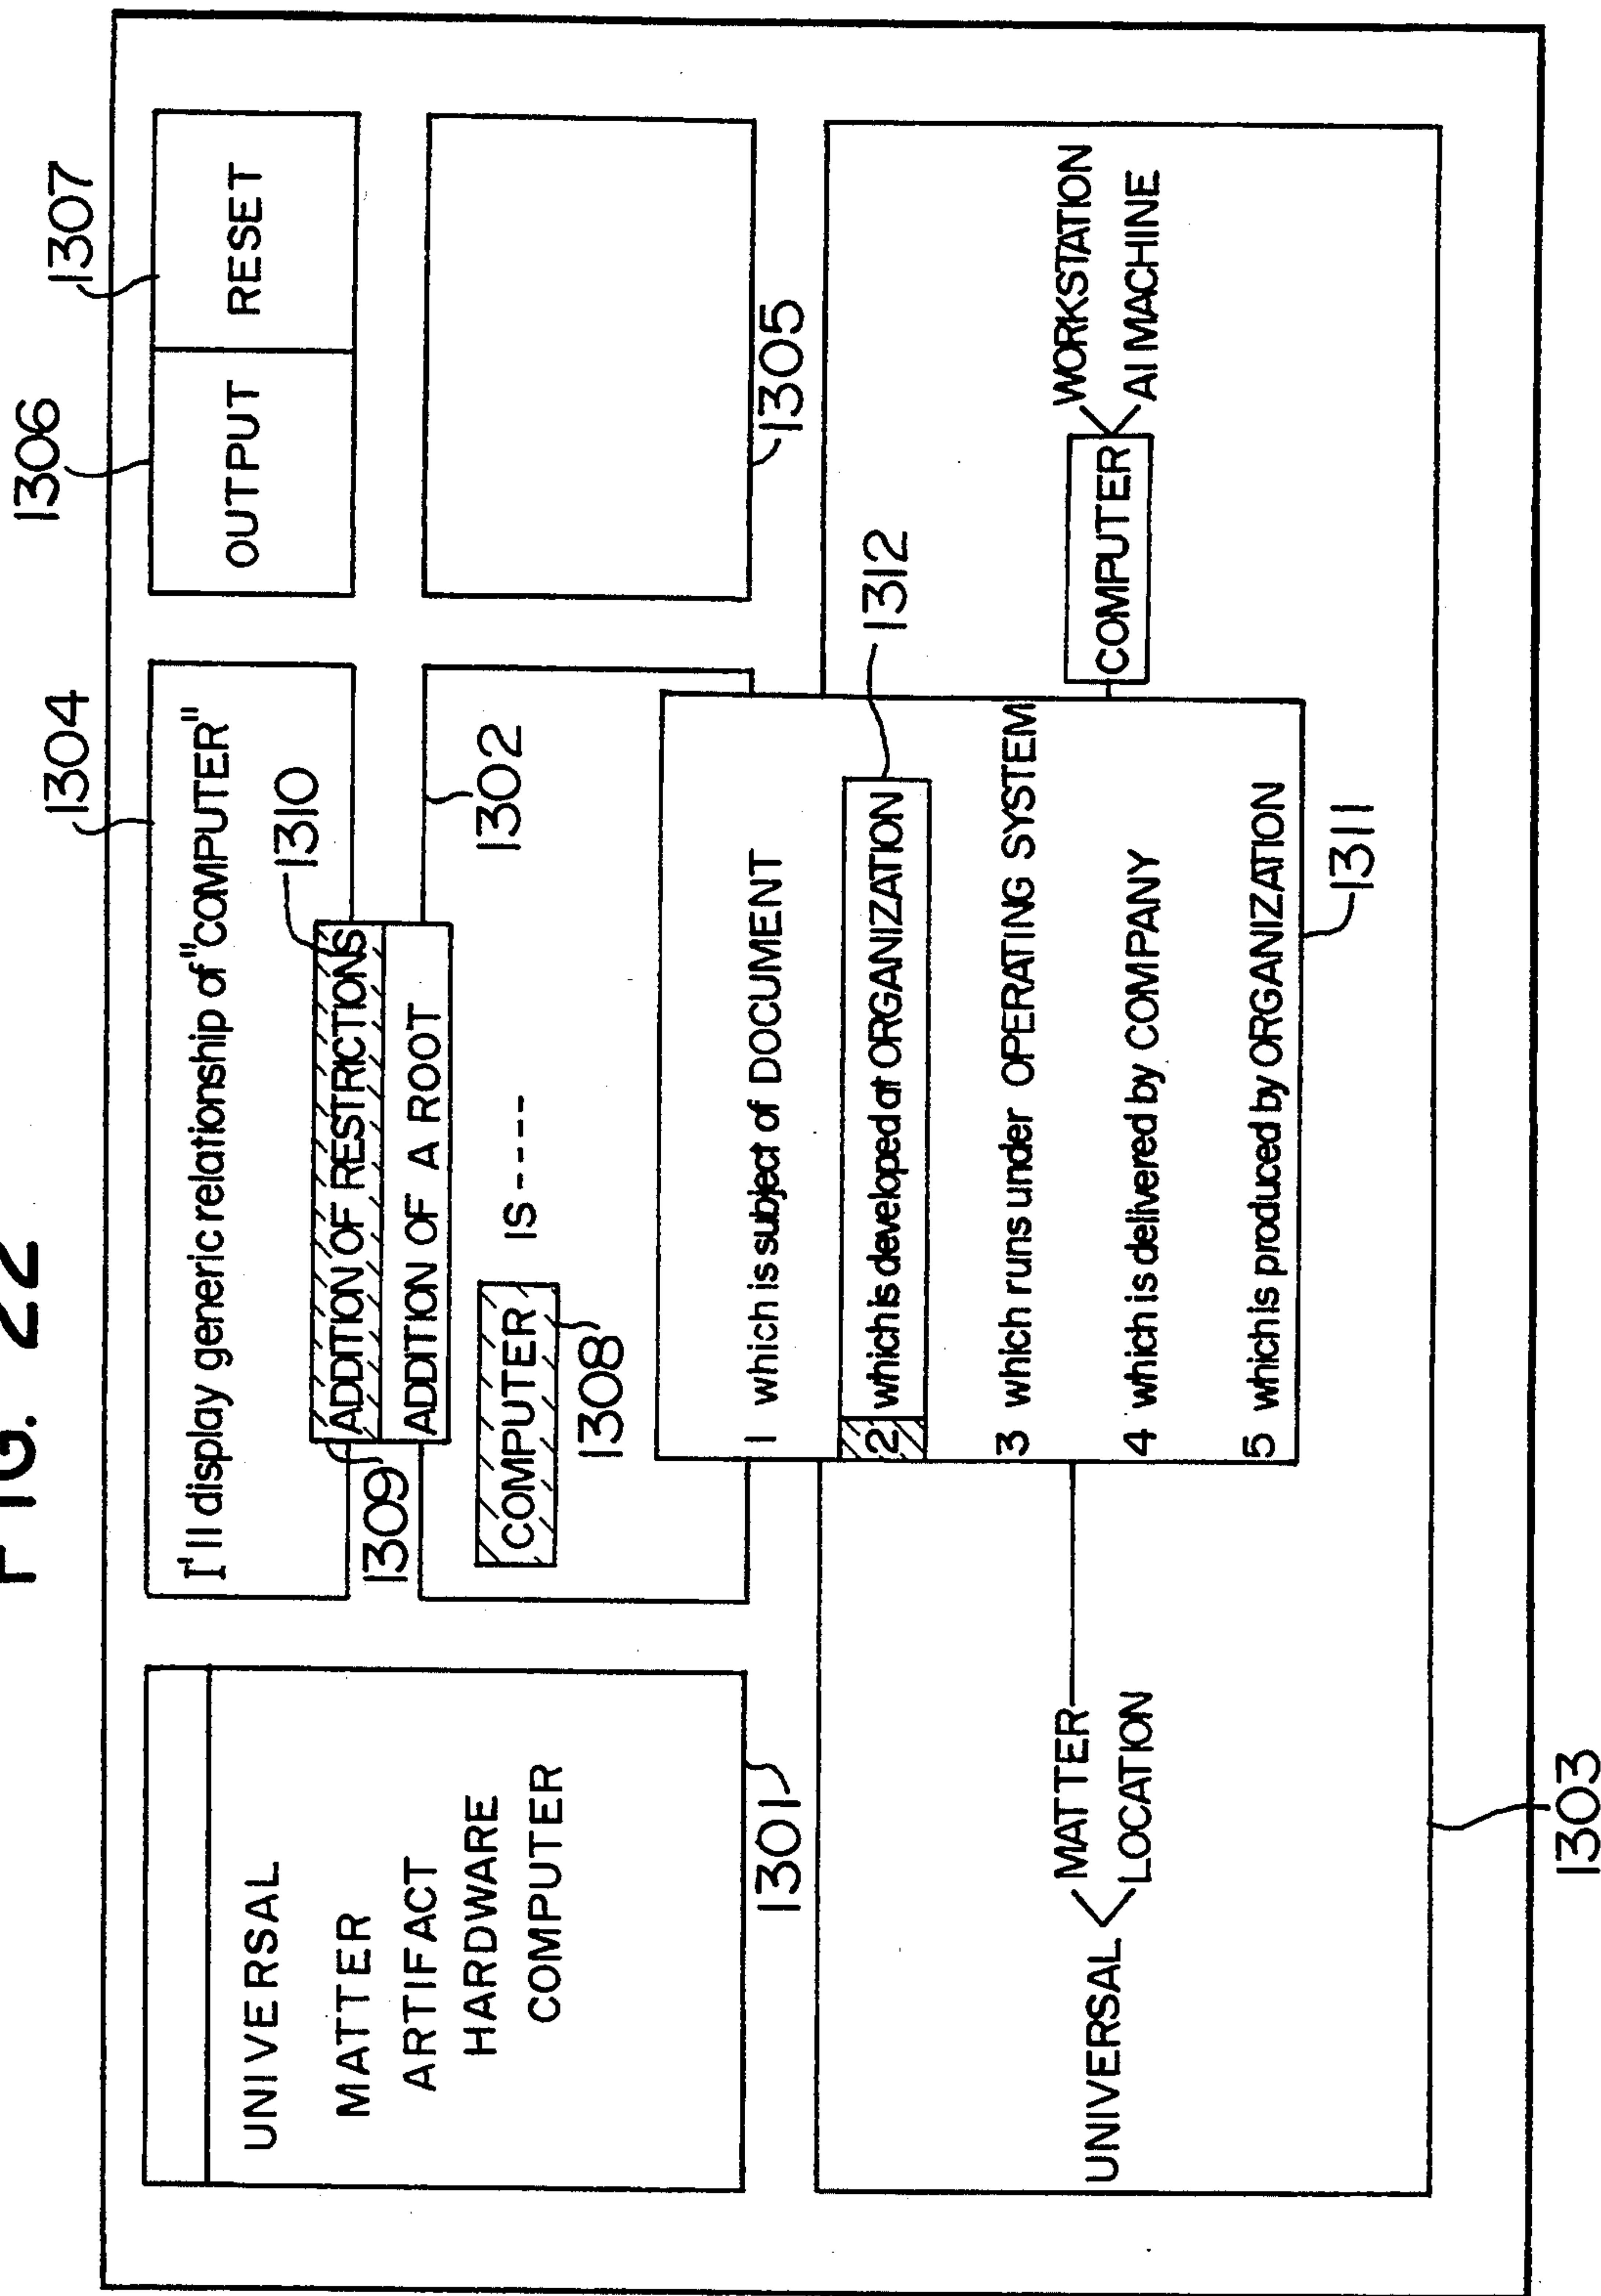 FIG. 22
1304
1306
1307
I'll display generic relationship of "COMPUTER"
OUTPUT
RESET
1310
ADDITION OF RESTRICTIONS
ADDITION OF A ROOT
1309
1302
UNIVERSAL
MATTER
ARTIFACT
HARDWARE
COMPUTER
1301
COMPUTER IS----
1308
1305
1 which is subject of DOCUMENT
2 which is developed at ORGANIZATION
1312
3 which runs under OPERATING SYSTEM
4 which is delivered by COMPANY
5 which is produced by ORGANIZATION
1311
UNIVERSAL
MATTER
LOCATION
COMPUTER
WORKSTATION
AI MACHINE
1303